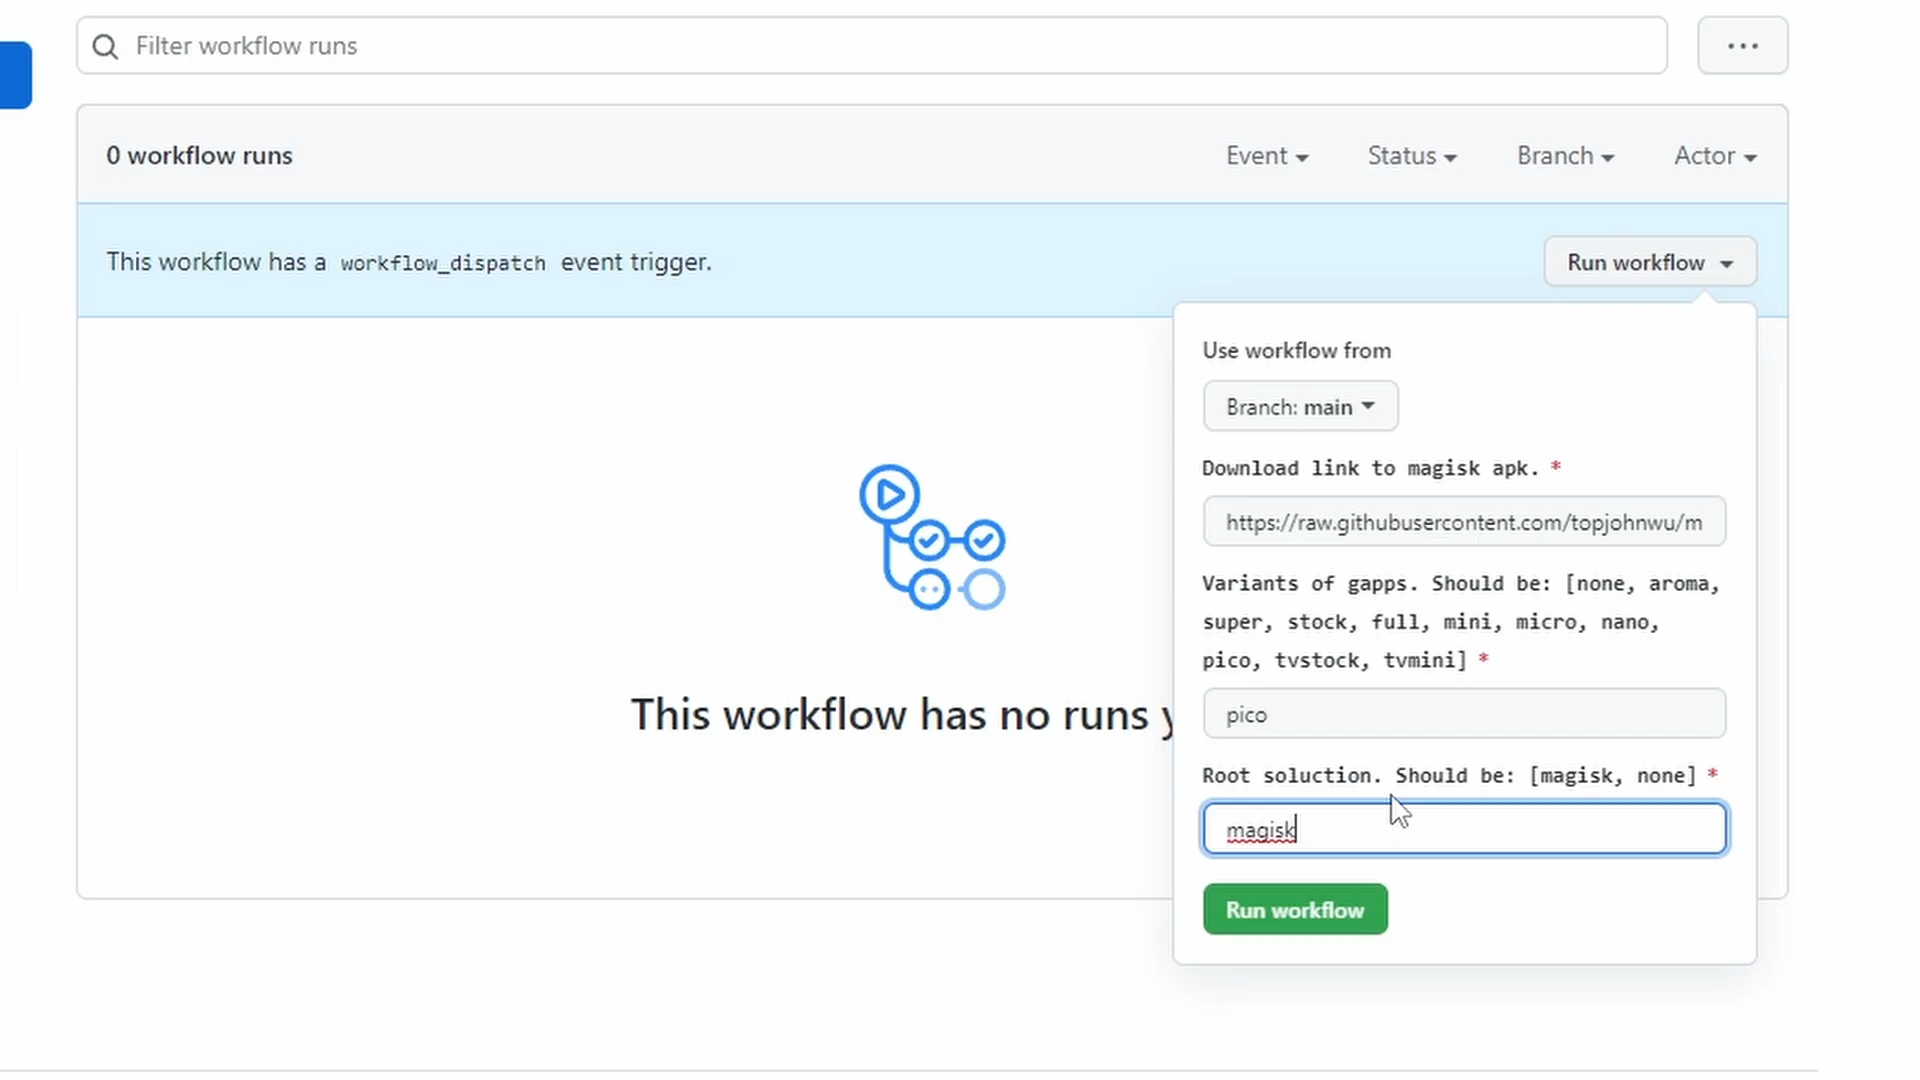 Filter workflow runs
0 workflow runs
Event
Status
Branch
Actor
This workflow has a workflow_dispatch event trigger.
Run workflow
Use workflow from
Branch: main
Download link to magisk apk. *
https://raw.githubusercontent.com/topjohnwu/m
Variants of gapps. Should be: [none, aroma,
super, stock, full, mini, micro, nano,
pico, tvstock, tvmini] *
pico
This workflow has no runs
Root soluction. Should be: [magisk, none] *
magisk
Run workflow